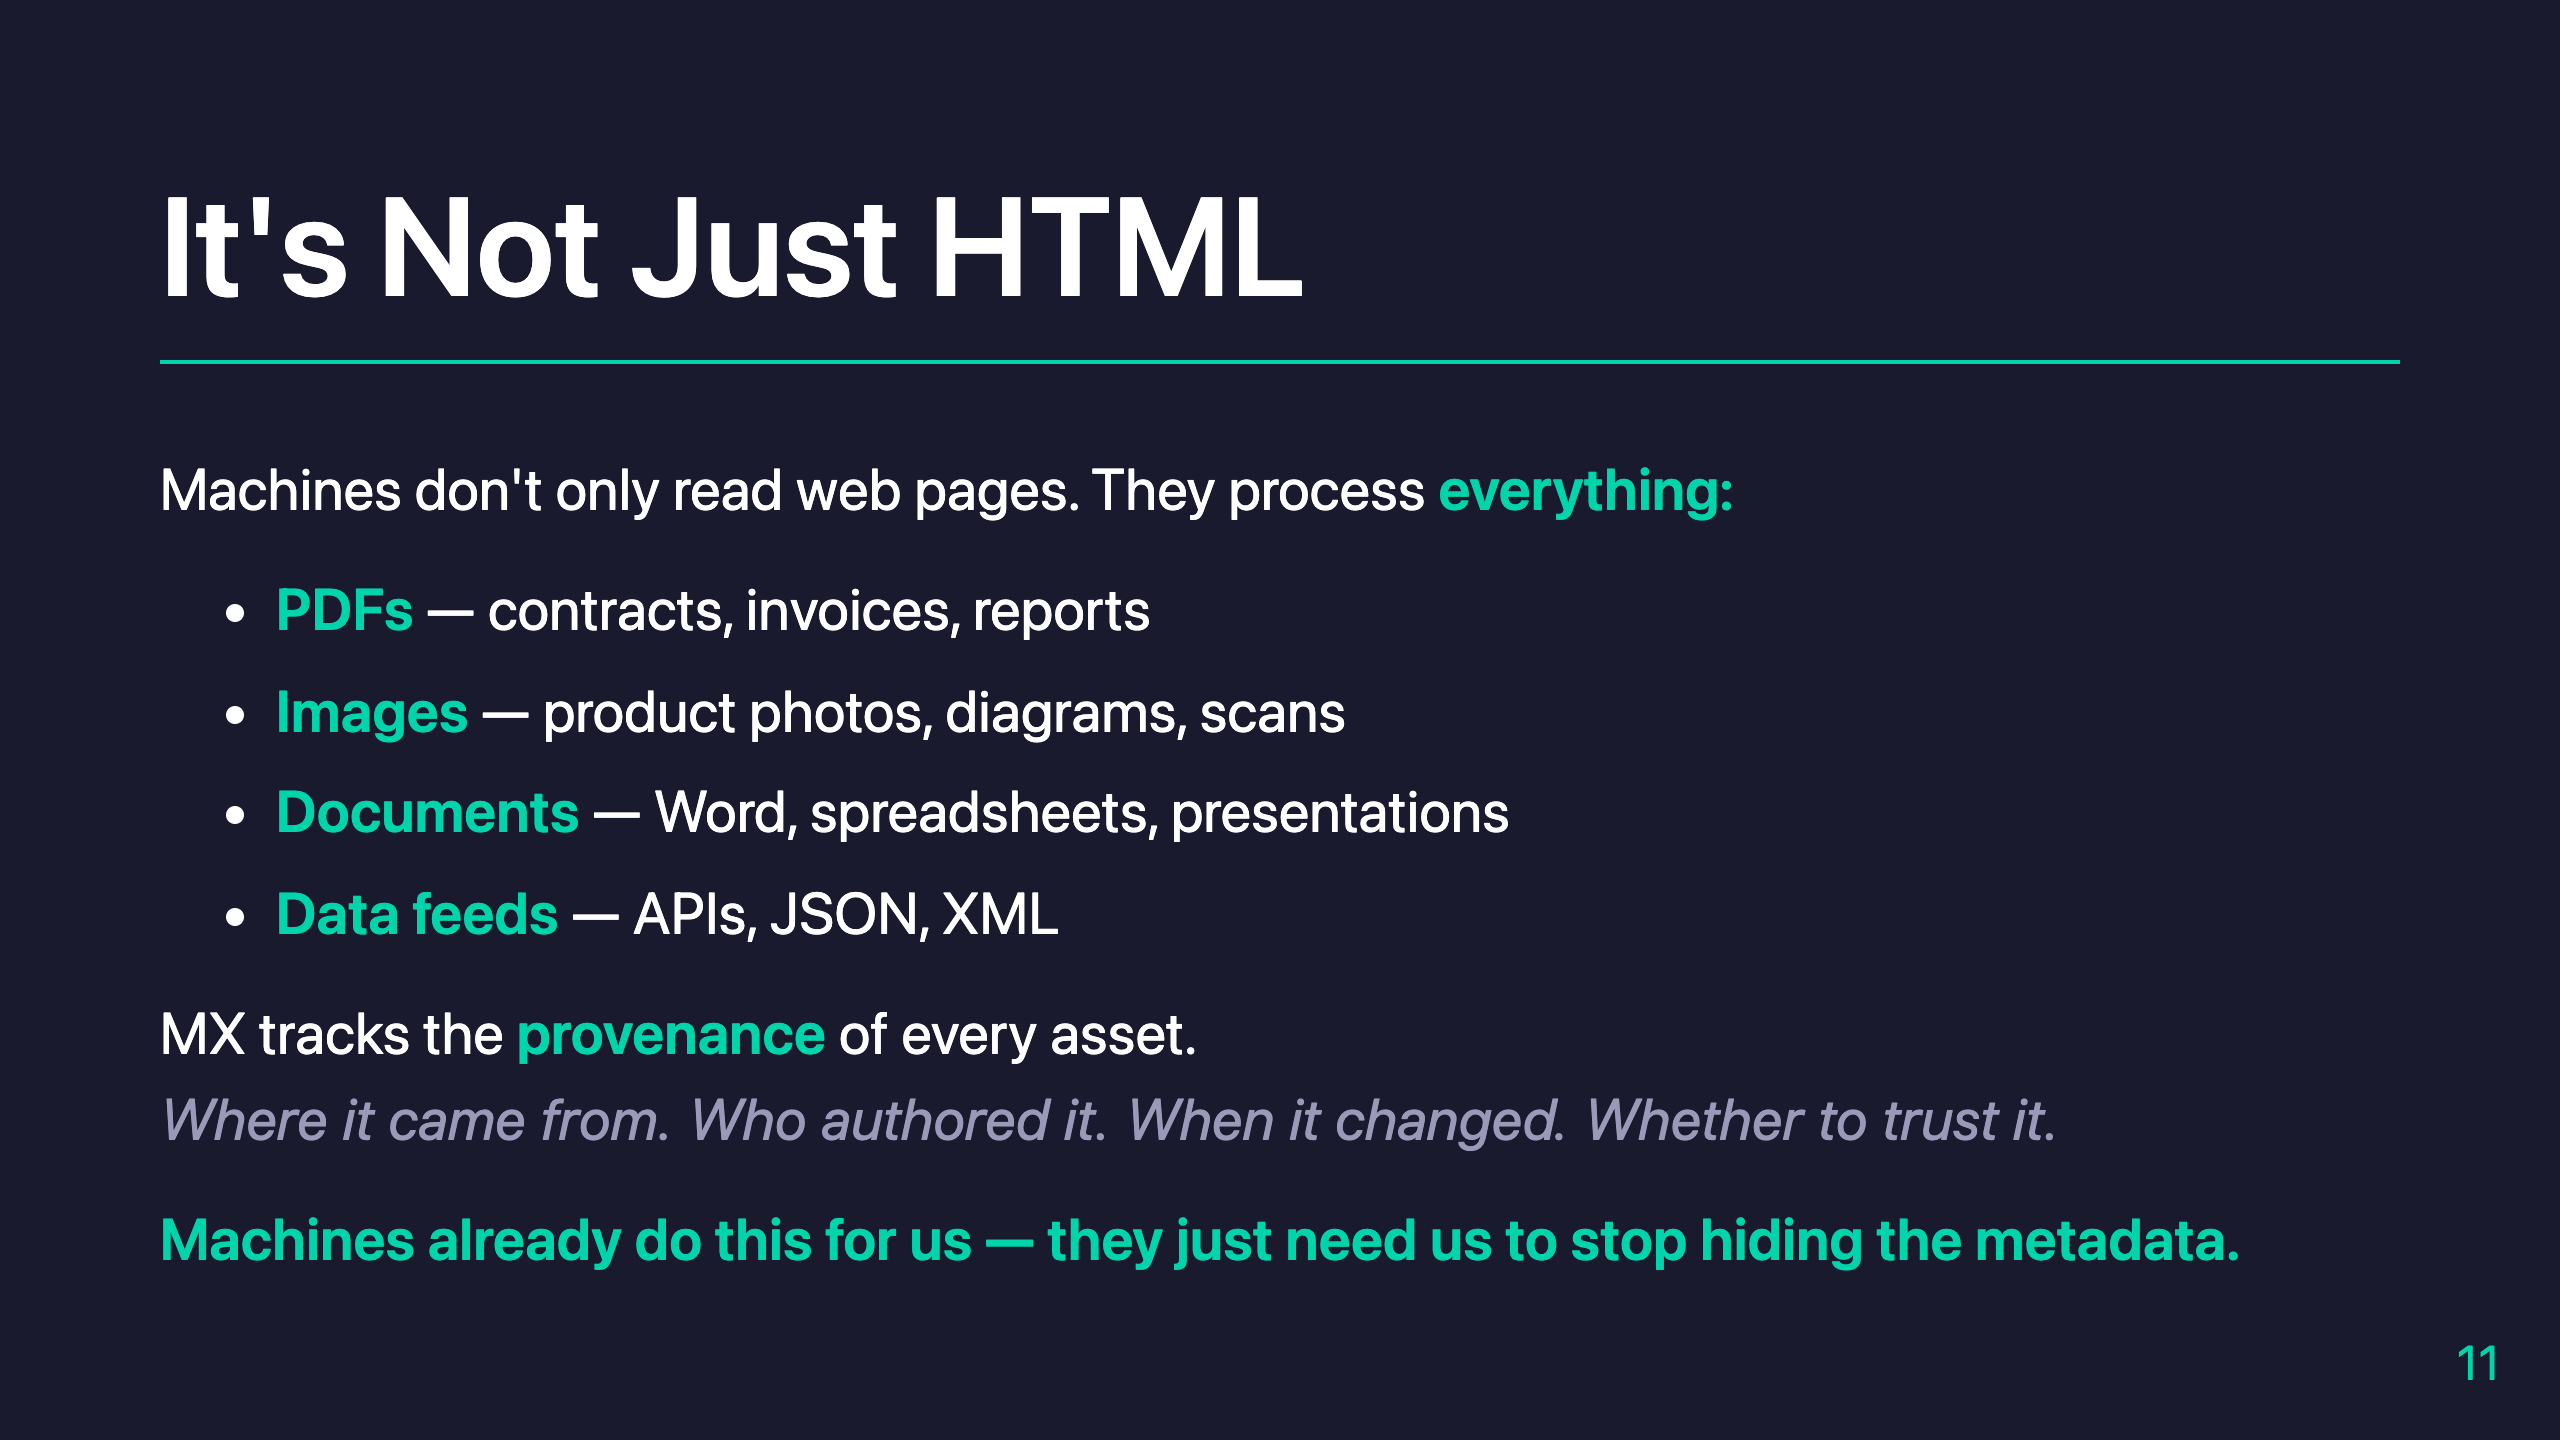 It's Not Just HTML
Machines don't only read web pages. They process everything:
• PDFs — contracts, invoices, reports
• Images — product photos, diagrams, scans
• Documents — Word, spreadsheets, presentations
• Data feeds — APIs, JSON, XML
MX tracks the provenance of every asset.
Where it came from. Who authored it. When it changed. Whether to trust it.
Machines already do this for us — they just need us to stop hiding the metadata.
11